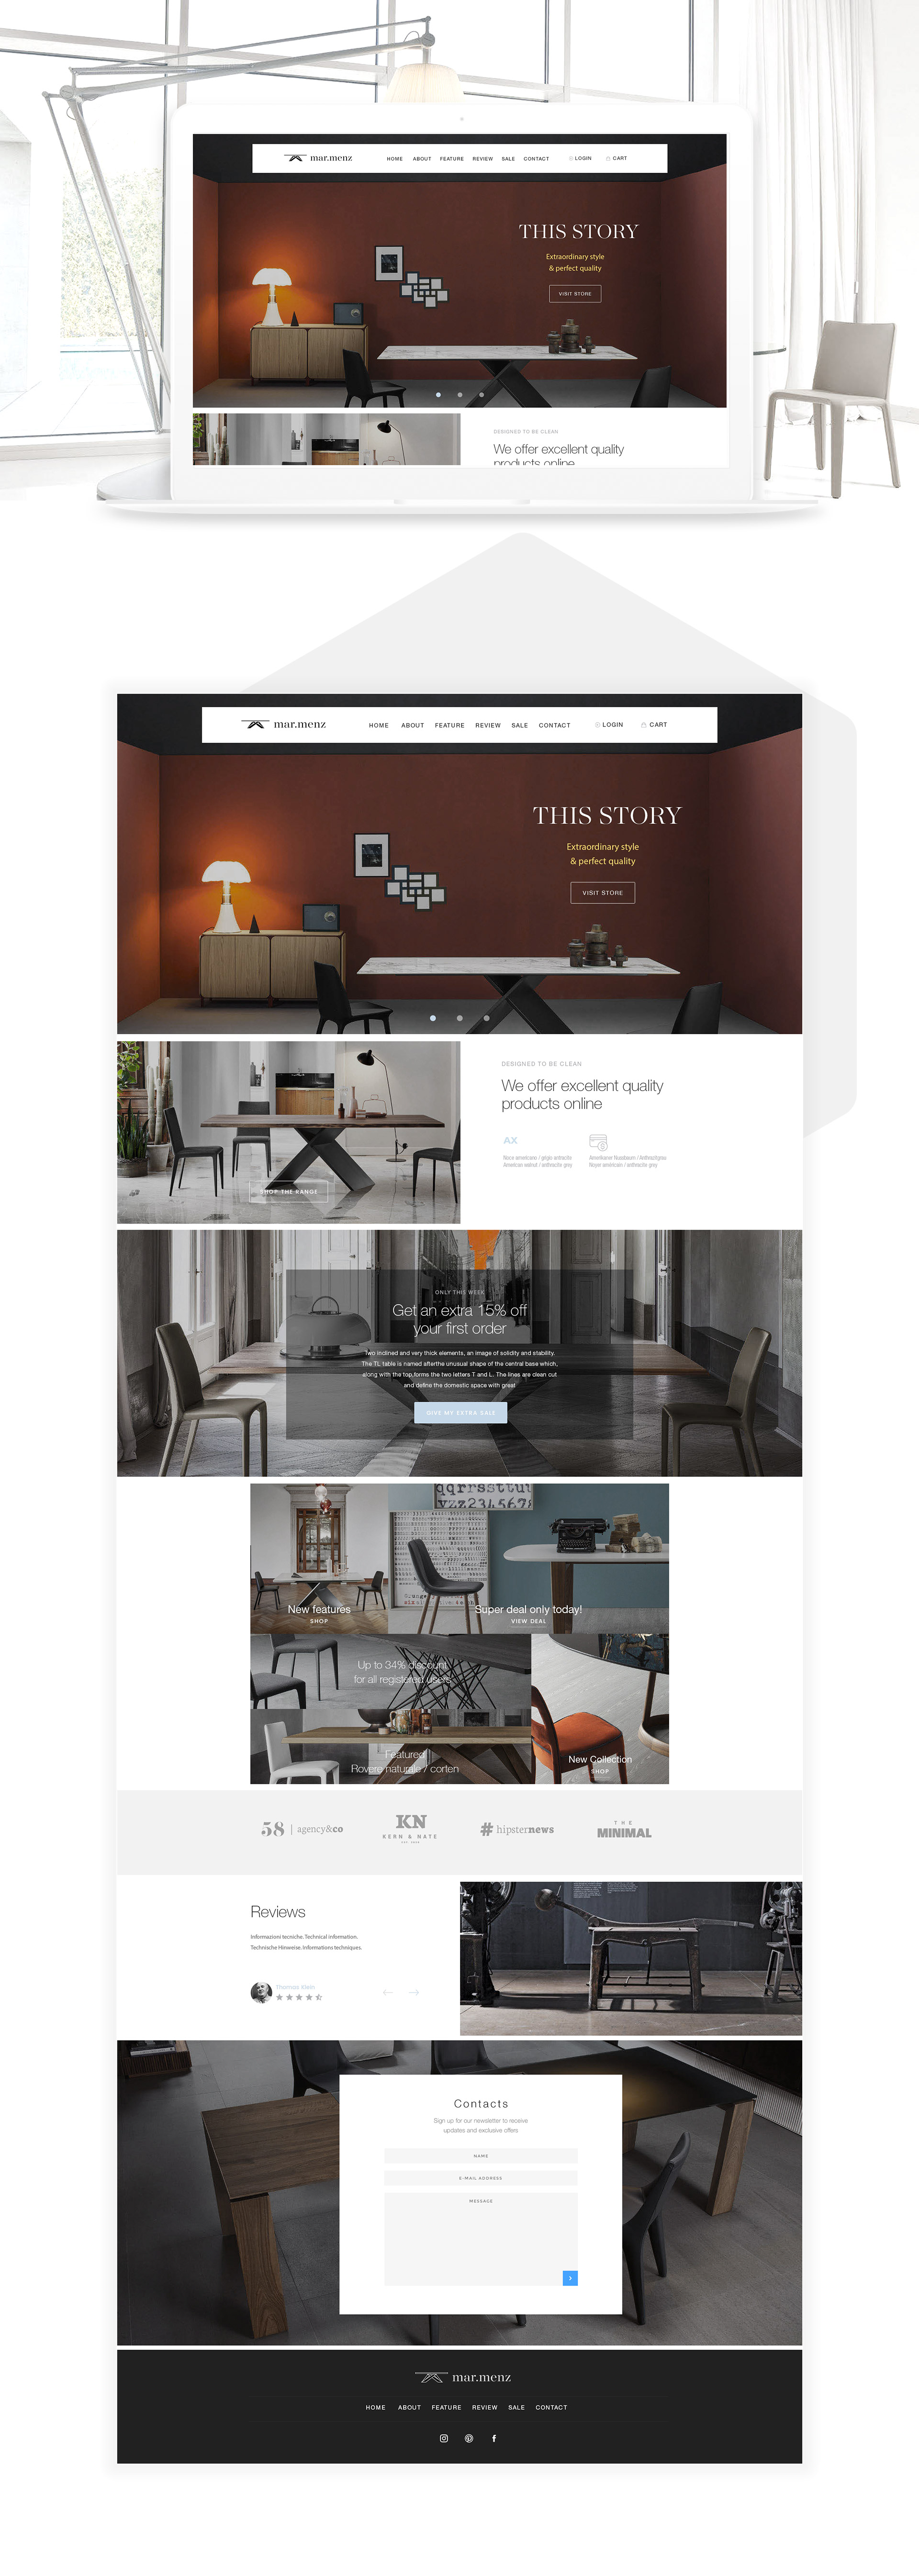 mar.menz
HOME ABOUT FEATURE REVIEW SALE CONTACT LOGIN CART
THIS STORY
Extraordinary style
& perfect quality
VISIT STORE
DESIGNED TO BE CLEAN
We offer excellent quality
products online
mar.menz
HOME ABOUT FEATURE REVIEW SALE CONTACT LOGIN CART
THIS STORY
Extraordinary style
& perfect quality
VISIT STORE
DESIGNED TO BE CLEAN
We offer excellent quality
products online
AX
Noce americano / grigio antracite
American walnut / anthracite grey
Amerikaner Nussbaum / Anthrazitgrau
Noyer américain / anthracite grey
SHOP THE RANGE
ONLY THIS WEEK
Get an extra 15% off
your first order
Two inclined and very thick elements, an image of solidity and stability.
The TL table is named afterthe unusual shape of the central base which,
along with the top,forms the two letters T and L. The lines are clean cut
and define the domestic space with great
GIVE MY EXTRA SALE
qrrssttuu
yzz234567
New features
SHOP
Super deal only today!
VIEW DEAL
Up to 34% discount
for all registered users
Featured
Rovere naturale / corten
New Collection
SHOP
58 | agency&co
KN
KERN & NATE
#hipsternews
THE
MINIMAL
Reviews
Informazioni tecniche. Technical information.
Technische Hinweise. Informations techniques.
Thomas Klein
Contacts
Sign up for our newsletter to receive
updates and exclusive offers
NAME
E-MAIL ADDRESS
MESSAGE
mar.menz
HOME ABOUT FEATURE REVIEW SALE CONTACT